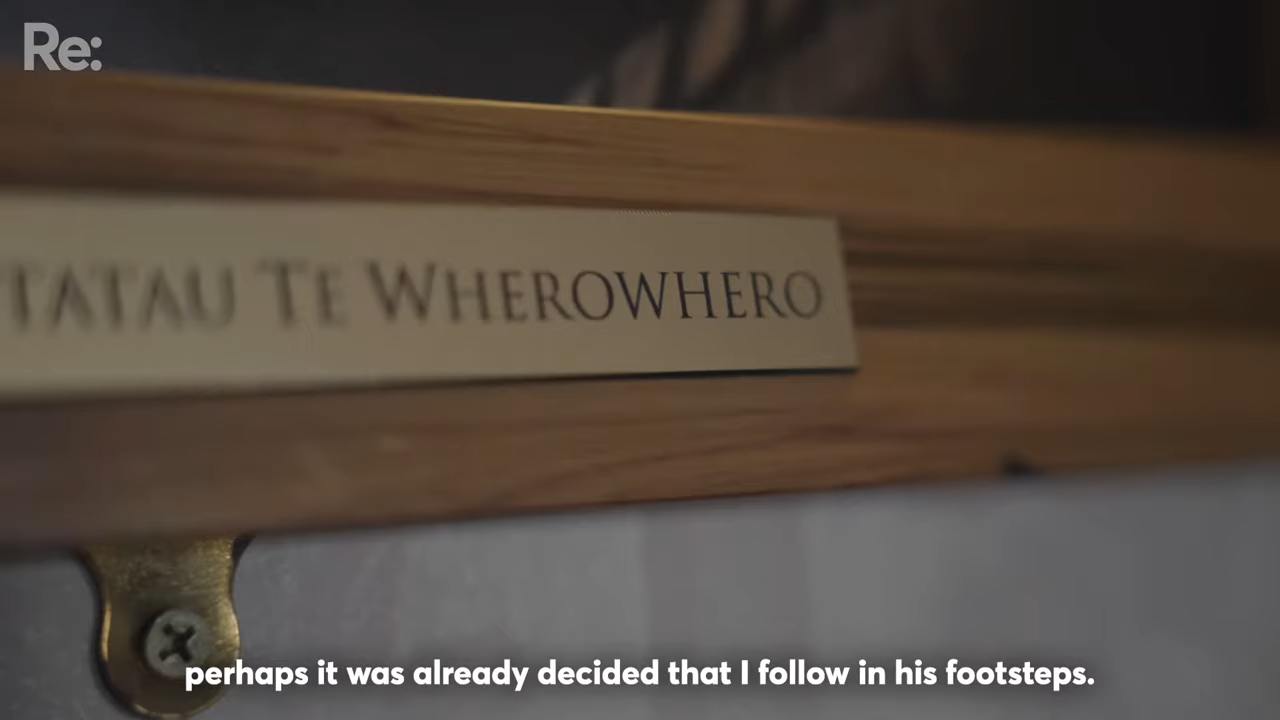 Re:
TATAU TE WHEROWHERO
perhaps it was already decided that I follow in his footsteps.